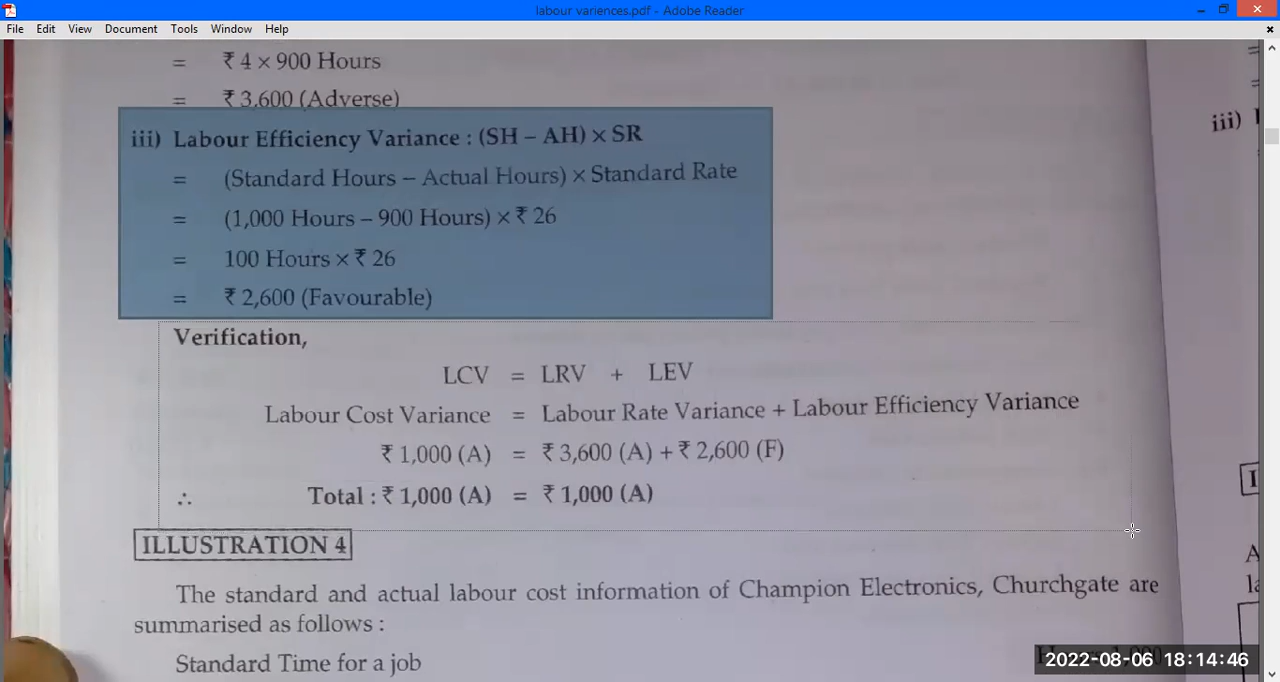 labour variences.pdf - Adobe Reader
File Edit View Document Tools Window Help
= ₹ 4 × 900 Hours
= ₹ 3,600 (Adverse)
iii) Labour Efficiency Variance : (SH – AH) × SR
= (Standard Hours – Actual Hours) × Standard Rate
= (1,000 Hours – 900 Hours) × ₹ 26
= 100 Hours × ₹ 26
= ₹ 2,600 (Favourable)
Verification,
LCV = LRV + LEV
Labour Cost Variance = Labour Rate Variance + Labour Efficiency Variance
₹ 1,000 (A) = ₹ 3,600 (A) + ₹ 2,600 (F)
∴ Total : ₹ 1,000 (A) = ₹ 1,000 (A)
ILLUSTRATION 4
The standard and actual labour cost information of Champion Electronics, Churchgate are
summarised as follows :
Standard Time for a job
iii)
2022-08-06 18:14:46